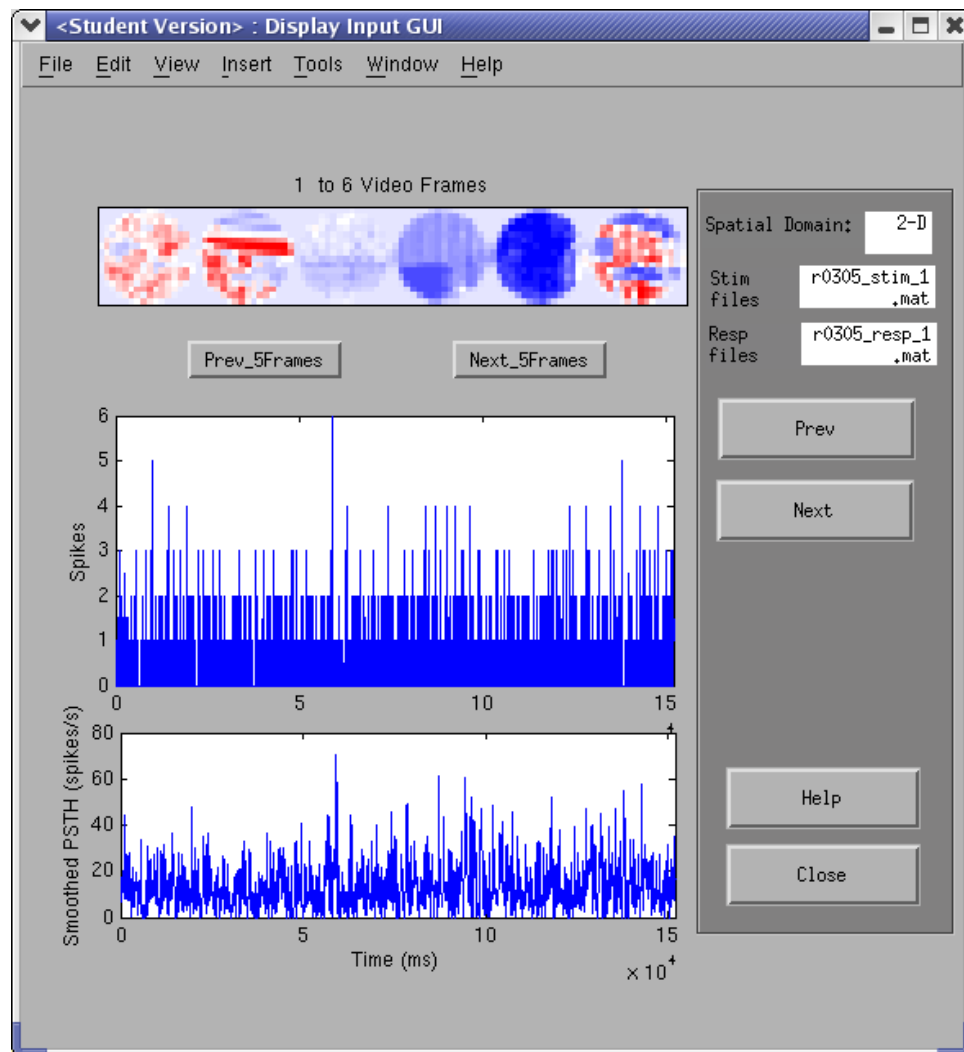 <Student Version> : Display Input GUI
File Edit View Insert Tools Window Help
1 to 6 Video Frames
Prev_5Frames
Next_5Frames
Spatial Domain: 2-D
Stim files
r0305_stim_1
.mat
Resp files
r0305_resp_1
.mat
Prev
Next
Help
Close
Spikes
6
5
4
3
2
1
0
0 5 10 15
4
Smoothed PSTH (spikes/s)
80
60
40
20
0
0 5 10 15
Time (ms)
× 10⁴